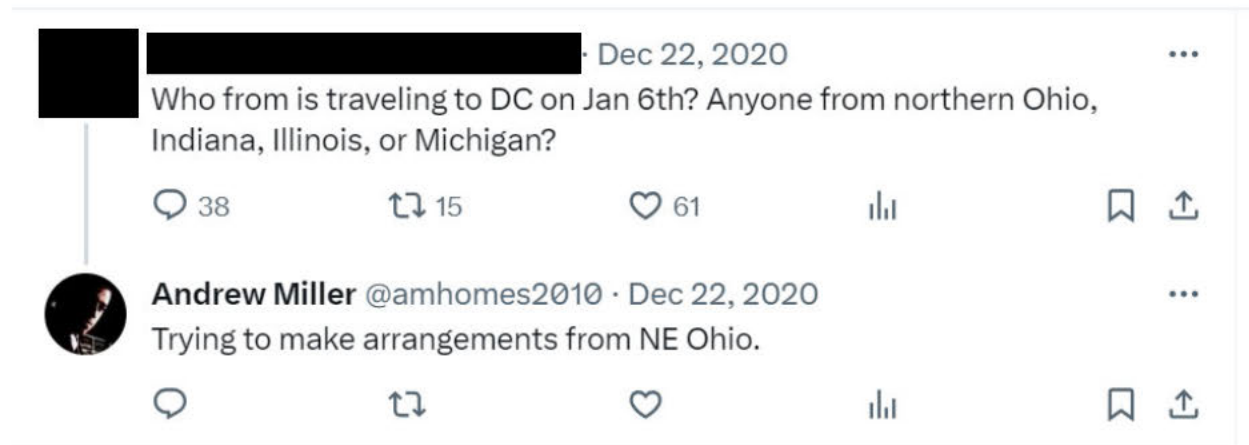 · Dec 22, 2020
Who from is traveling to DC on Jan 6th? Anyone from northern Ohio,
Indiana, Illinois, or Michigan?
38 15 61
Andrew Miller @amhomes2010 · Dec 22, 2020
Trying to make arrangements from NE Ohio.